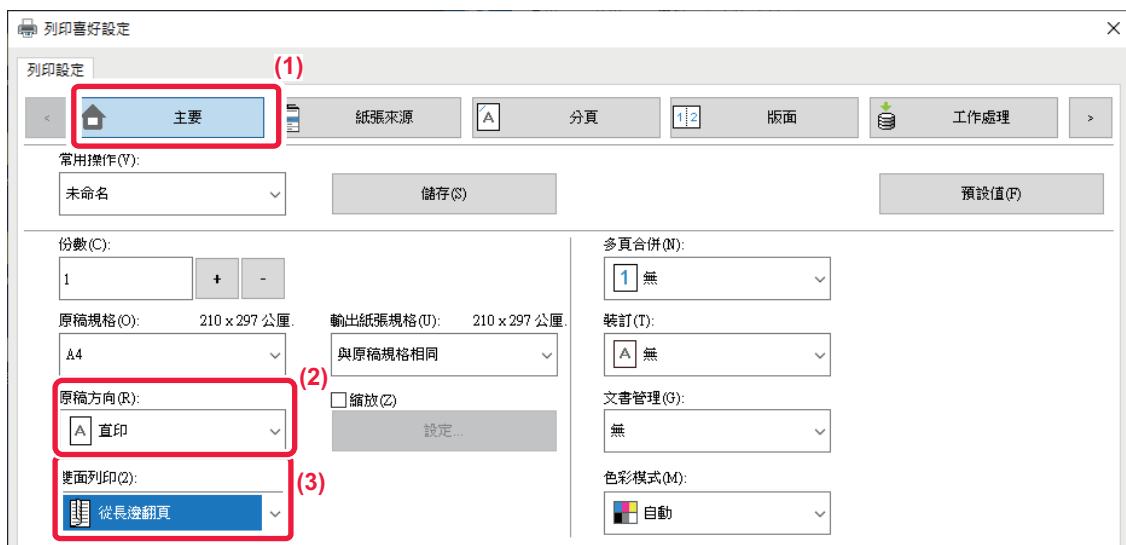 列印喜好設定
列印設定
(1)
< 主要 紙張來源 A 分頁 1 2 版面 工作處理 >
常用操作(V):
未命名 儲存(S) 預設值(F)
份數(C): 多頁合併(N):
1 + - 1 無
原稿規格(O): 210 x 297 公厘. 輸出紙張規格(U): 210 x 297 公厘. 裝訂(T):
A4 與原稿規格相同 A 無
(2)
原稿方向(R): 縮放(Z) 文書管理(G):
A 直印 設定... 無
雙面列印(2): (3) 色彩模式(M):
從長邊翻頁 自動